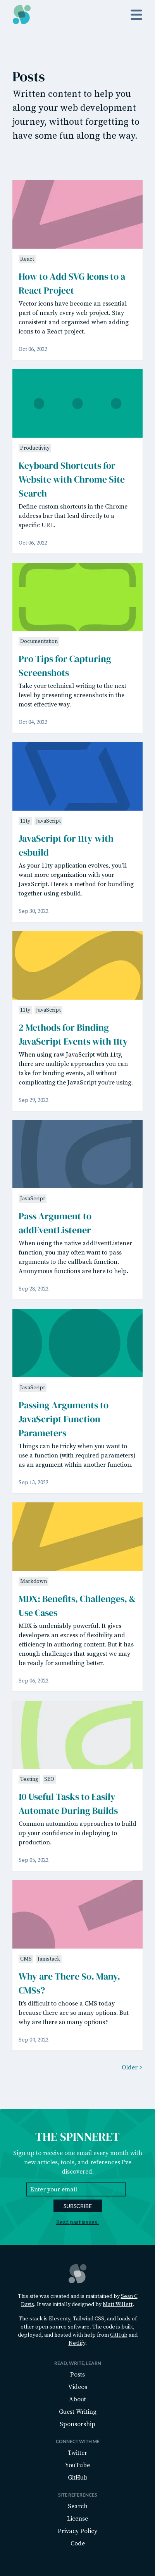 Posts
Written content to help you
along your web development
journey, without forgetting to
have some fun along the way.
React
How to Add SVG Icons to a
React Project
Vector icons have become an essential
part of nearly every web project. Stay
consistent and organized when adding
icons to a React project.
Oct 06, 2022
Productivity
Keyboard Shortcuts for
Website with Chrome Site
Search
Define custom shortcuts in the Chrome
address bar that lead directly to a
specific URL.
Oct 06, 2022
Documentation
Pro Tips for Capturing
Screenshots
Take your technical writing to the next
level by presenting screenshots in the
most effective way.
Oct 04, 2022
11ty JavaScript
JavaScript for 11ty with
esbuild
As your 11ty application evolves, you'll
want more organization with your
JavaScript. Here's a method for bundling
together using esbuild.
Sep 30, 2022
11ty JavaScript
2 Methods for Binding
JavaScript Events with 11ty
When using raw JavaScript with 11ty,
there are multiple approaches you can
take for binding events, all without
complicating the JavaScript you're using.
Sep 29, 2022
JavaScript
Pass Argument to
addEventListener
When using the native addEventListener
function, you may often want to pass
arguments to the callback function.
Anonymous functions are here to help.
Sep 28, 2022
JavaScript
Passing Arguments to
JavaScript Function
Parameters
Things can be tricky when you want to
use a function (with required parameters)
as an argument within another function.
Sep 13, 2022
Markdown
MDX: Benefits, Challenges, &
Use Cases
MDX is undeniably powerful. It gives
developers an excess of flexibility and
efficiency in authoring content. But it has
enough challenges that suggest we may
be ready for something better.
Sep 06, 2022
Testing SEO
10 Useful Tasks to Easily
Automate During Builds
Common automation approaches to build
up your confidence in deploying to
production.
Sep 05, 2022
CMS Jamstack
Why are There So. Many.
CMSs?
It's difficult to choose a CMS today
because there are so many options. But
why are there so many options?
Sep 04, 2022
Older >
THE SPINNERET
Sign up to receive one email every month with
new articles, tools, and references I've
discovered.
Enter your email
SUBSCRIBE
Read past issues.
This site was created and is maintained by Sean C
Davis. It was originally designed by Matt Willett.
The stack is Eleventy, Tailwind CSS, and loads of
other open-source software. The code is built,
deployed, and hosted with help from GitHub and
Netlify.
READ, WRITE, LEARN
Posts
Videos
About
Guest Writing
Sponsorship
CONNECT WITH ME
Twitter
YouTube
GitHub
SITE REFERENCES
Search
License
Privacy Policy
Code